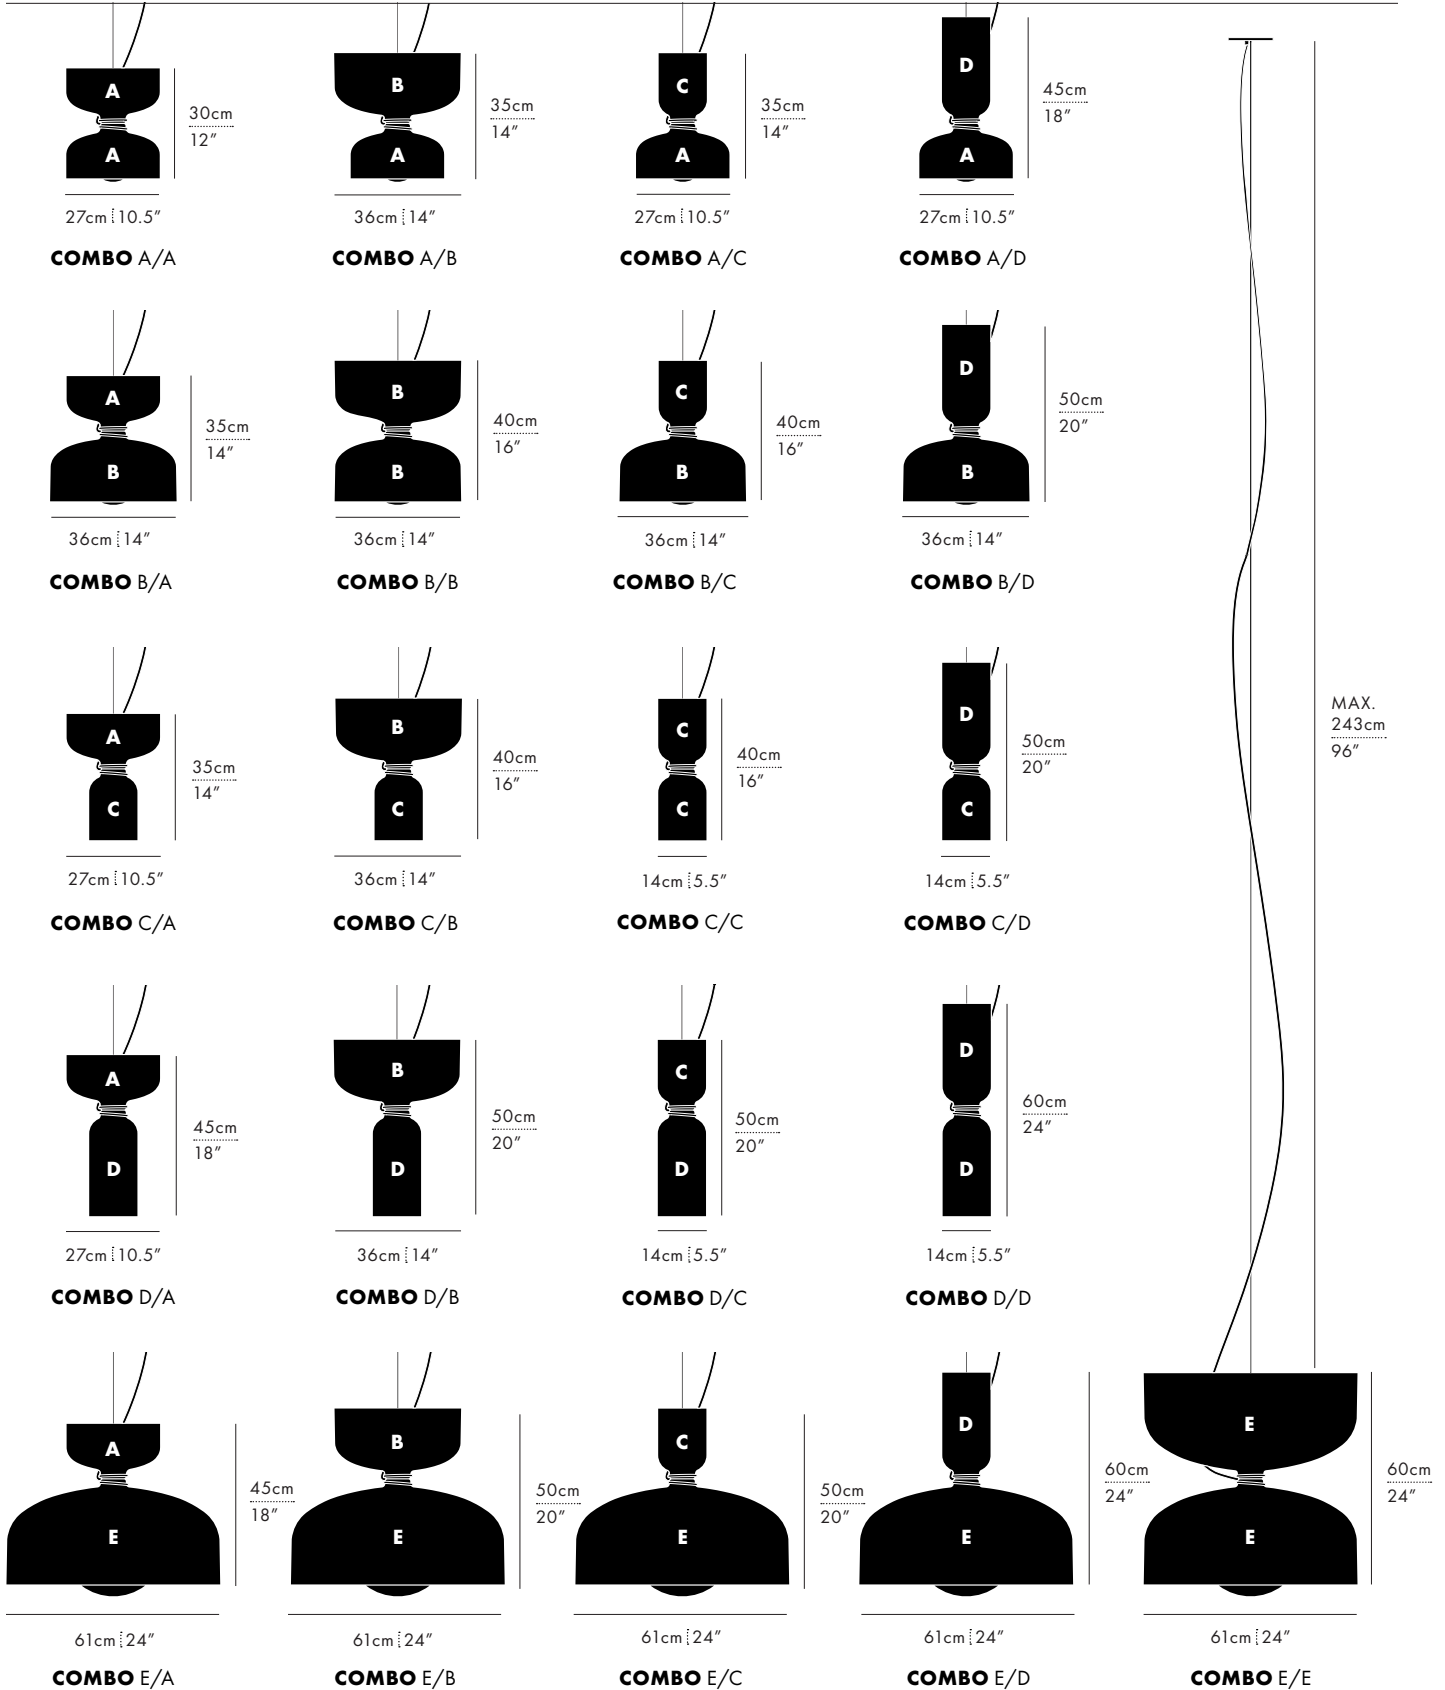 A
A
30cm
12”
27cm 10.5”
COMBO A/A
B
A
35cm
14”
36cm 14”
COMBO A/B
C
A
35cm
14”
27cm 10.5”
COMBO A/C
D
A
45cm
18”
27cm 10.5”
COMBO A/D
A
B
35cm
14”
36cm 14”
COMBO B/A
B
B
40cm
16”
36cm 14”
COMBO B/B
C
B
40cm
16”
36cm 14”
COMBO B/C
D
B
50cm
20”
36cm 14”
COMBO B/D
A
C
35cm
14”
27cm 10.5”
COMBO C/A
B
C
40cm
16”
36cm 14”
COMBO C/B
C
C
40cm
16”
14cm 5.5”
COMBO C/C
D
C
50cm
20”
14cm 5.5”
COMBO C/D
MAX.
243cm
96”
A
D
45cm
18”
27cm 10.5”
COMBO D/A
B
D
50cm
20”
36cm 14”
COMBO D/B
C
D
50cm
20”
14cm 5.5”
COMBO D/C
D
D
60cm
24”
14cm 5.5”
COMBO D/D
A
E
45cm
18”
61cm 24”
COMBO E/A
B
E
50cm
20”
61cm 24”
COMBO E/B
C
E
50cm
20”
61cm 24”
COMBO E/C
D
E
60cm
24”
61cm 24”
COMBO E/D
E
E
60cm
24”
61cm 24”
COMBO E/E